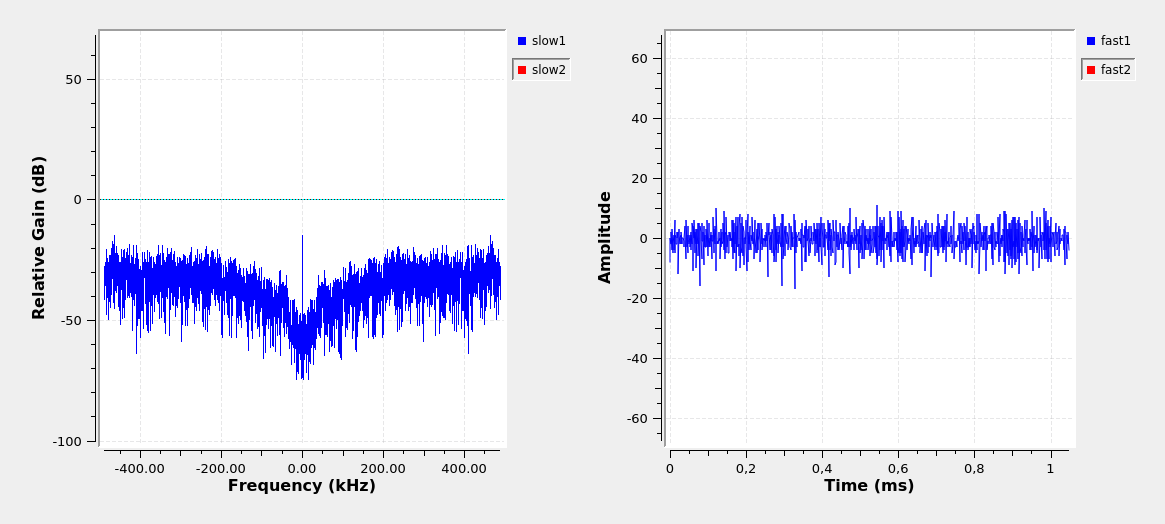 Relative Gain (dB)
50
0
-50
-100
-400.00 -200.00 0.00 200.00 400.00
Frequency (kHz)
slow1
slow2
Amplitude
60
40
20
0
-20
-40
-60
0 0,2 0,4 0,6 0,8 1
Time (ms)
fast1
fast2